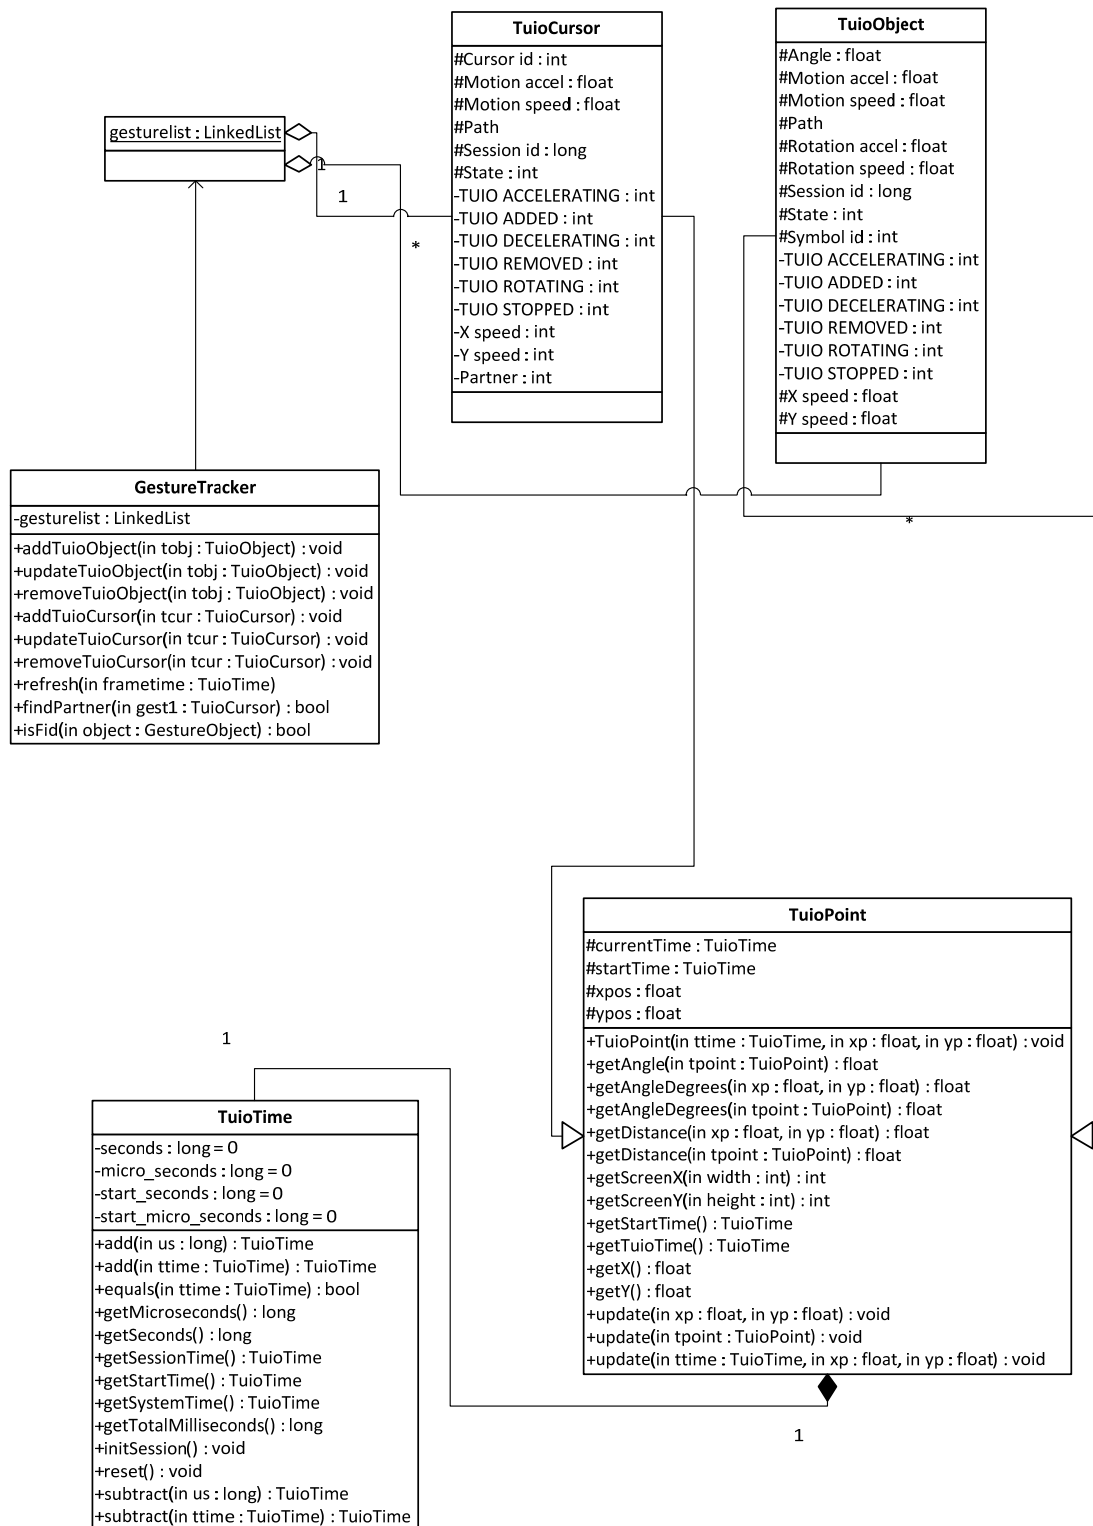 TuioCursor
#Cursor id : int
#Motion accel : float
#Motion speed : float
#Path
#Session id : long
#State : int
-TUIO ACCELERATING : int
-TUIO ADDED : int
-TUIO DECELERATING : int
-TUIO REMOVED : int
-TUIO ROTATING : int
-TUIO STOPPED : int
-X speed : int
-Y speed : int
-Partner : int
TuioObject
#Angle : float
#Motion accel : float
#Motion speed : float
#Path
#Rotation accel : float
#Rotation speed : float
#Session id : long
#State : int
#Symbol id : int
-TUIO ACCELERATING : int
-TUIO ADDED : int
-TUIO DECELERATING : int
-TUIO REMOVED : int
-TUIO ROTATING : int
-TUIO STOPPED : int
#X speed : float
#Y speed : float
gesturelist : LinkedList
1
1
*
*
GestureTracker
-gesturelist : LinkedList
+addTuioObject(in tobj : TuioObject) : void
+updateTuioObject(in tobj : TuioObject) : void
+removeTuioObject(in tobj : TuioObject) : void
+addTuioCursor(in tcur : TuioCursor) : void
+updateTuioCursor(in tcur : TuioCursor) : void
+removeTuioCursor(in tcur : TuioCursor) : void
+refresh(in frametime : TuioTime)
+findPartner(in gest1 : TuioCursor) : bool
+isFid(in object : GestureObject) : bool
TuioPoint
#currentTime : TuioTime
#startTime : TuioTime
#xpos : float
#ypos : float
+TuioPoint(in ttime : TuioTime, in xp : float, in yp : float) : void
+getAngle(in tpoint : TuioPoint) : float
+getAngleDegrees(in xp : float, in yp : float) : float
+getAngleDegrees(in tpoint : TuioPoint) : float
+getDistance(in xp : float, in yp : float) : float
+getDistance(in tpoint : TuioPoint) : float
+getScreenX(in width : int) : int
+getScreenY(in height : int) : int
+getStartTime() : TuioTime
+getTuioTime() : TuioTime
+getX() : float
+getY() : float
+update(in xp : float, in yp : float) : void
+update(in tpoint : TuioPoint) : void
+update(in ttime : TuioTime, in xp : float, in yp : float) : void
1
1
TuioTime
-seconds : long = 0
-micro_seconds : long = 0
-start_seconds : long = 0
-start_micro_seconds : long = 0
+add(in us : long) : TuioTime
+add(in ttime : TuioTime) : TuioTime
+equals(in ttime : TuioTime) : bool
+getMicroseconds() : long
+getSeconds() : long
+getSessionTime() : TuioTime
+getStartTime() : TuioTime
+getSystemTime() : TuioTime
+getTotalMilliseconds() : long
+initSession() : void
+reset() : void
+subtract(in us : long) : TuioTime
+subtract(in ttime : TuioTime) : TuioTime